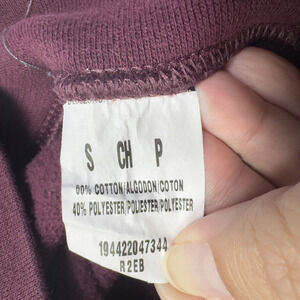 S CH P
60% COTTON/ALGODON/COTON
40% POLYESTER/POLIESTER/POLYESTER
194422047344
R2EB